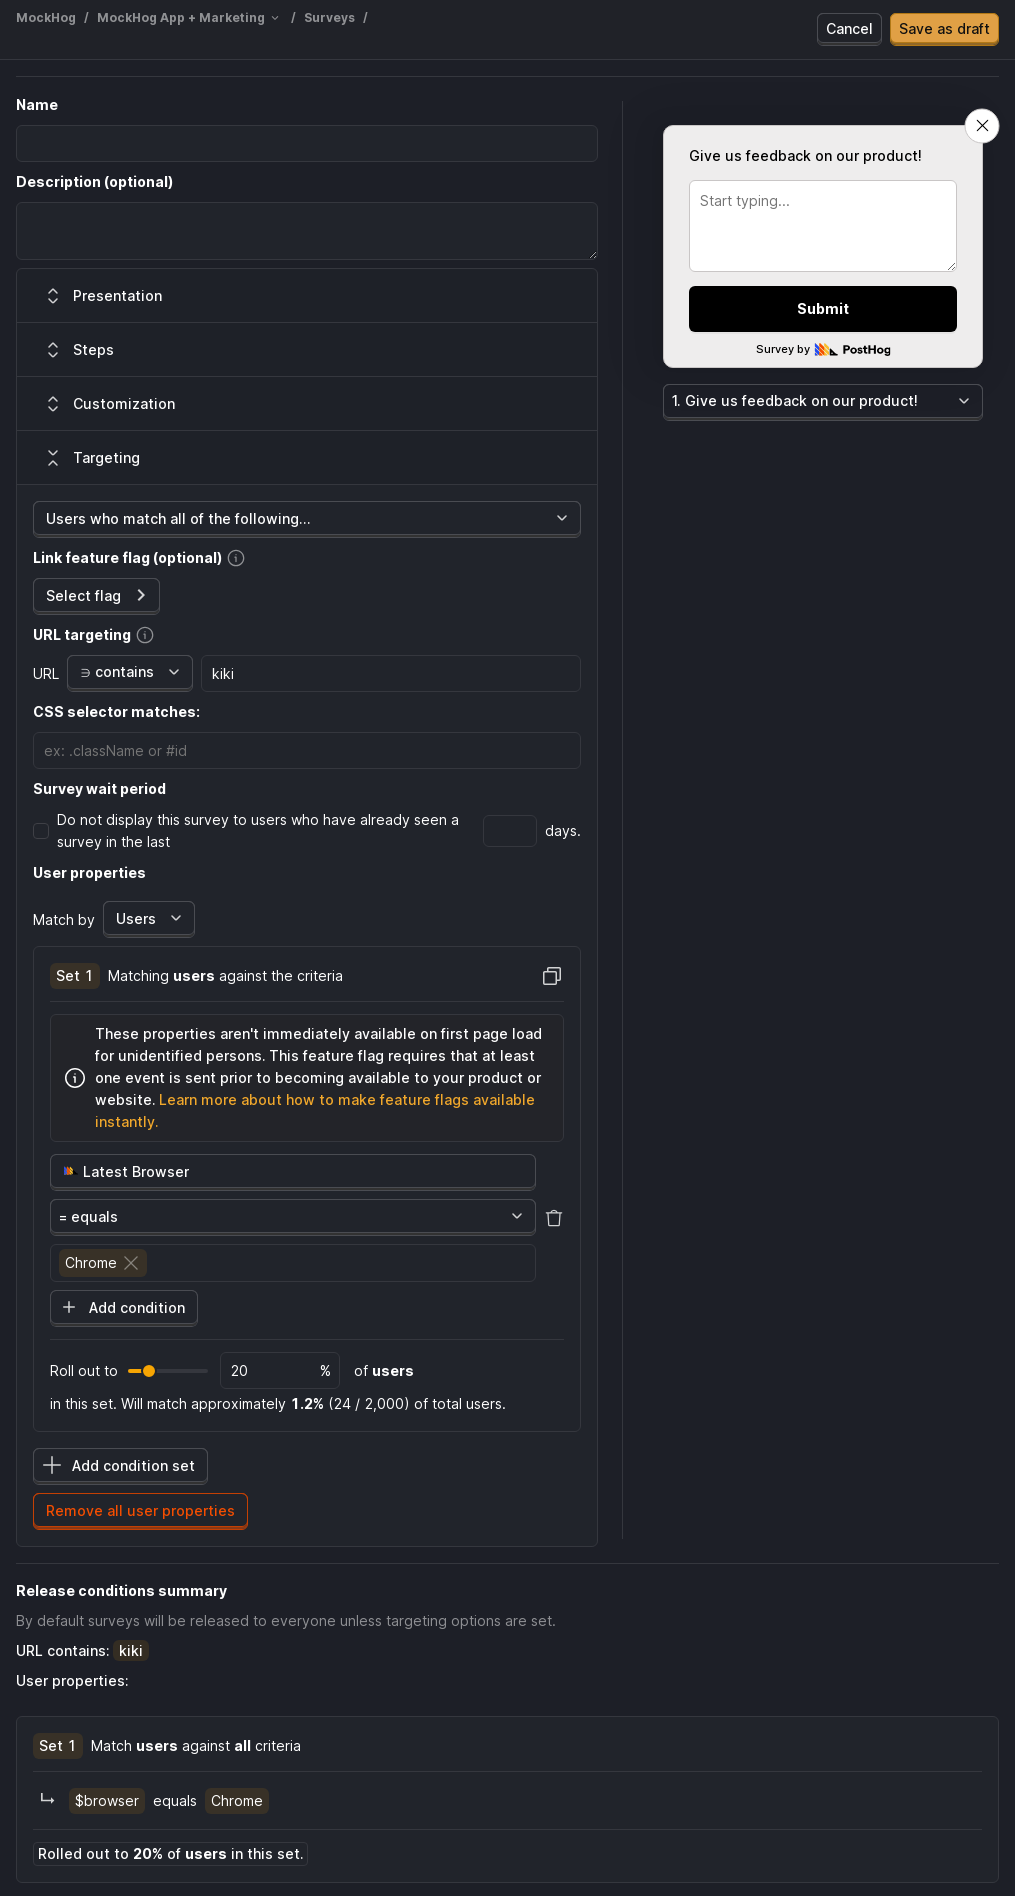 MockHog / MockHog App + Marketing / Surveys /
Cancel
Save as draft
Name
Description (optional)
Presentation
Steps
Customization
Targeting
Users who match all of the following...
Link feature flag (optional)
Select flag
URL targeting
URL ∋ contains kiki
CSS selector matches:
ex: .className or #id
Survey wait period
Do not display this survey to users who have already seen a
survey in the last
days.
User properties
Match by Users
Set 1 Matching users against the criteria
These properties aren't immediately available on first page load
for unidentified persons. This feature flag requires that at least
one event is sent prior to becoming available to your product or
website. Learn more about how to make feature flags available
instantly.
Latest Browser
= equals
Chrome
Add condition
Roll out to 20 % of users
in this set. Will match approximately 1.2% (24 / 2,000) of total users.
Add condition set
Remove all user properties
Give us feedback on our product!
Start typing...
Submit
Survey by PostHog
1. Give us feedback on our product!
Release conditions summary
By default surveys will be released to everyone unless targeting options are set.
URL contains: kiki
User properties:
Set 1 Match users against all criteria
$browser equals Chrome
Rolled out to 20% of users in this set.